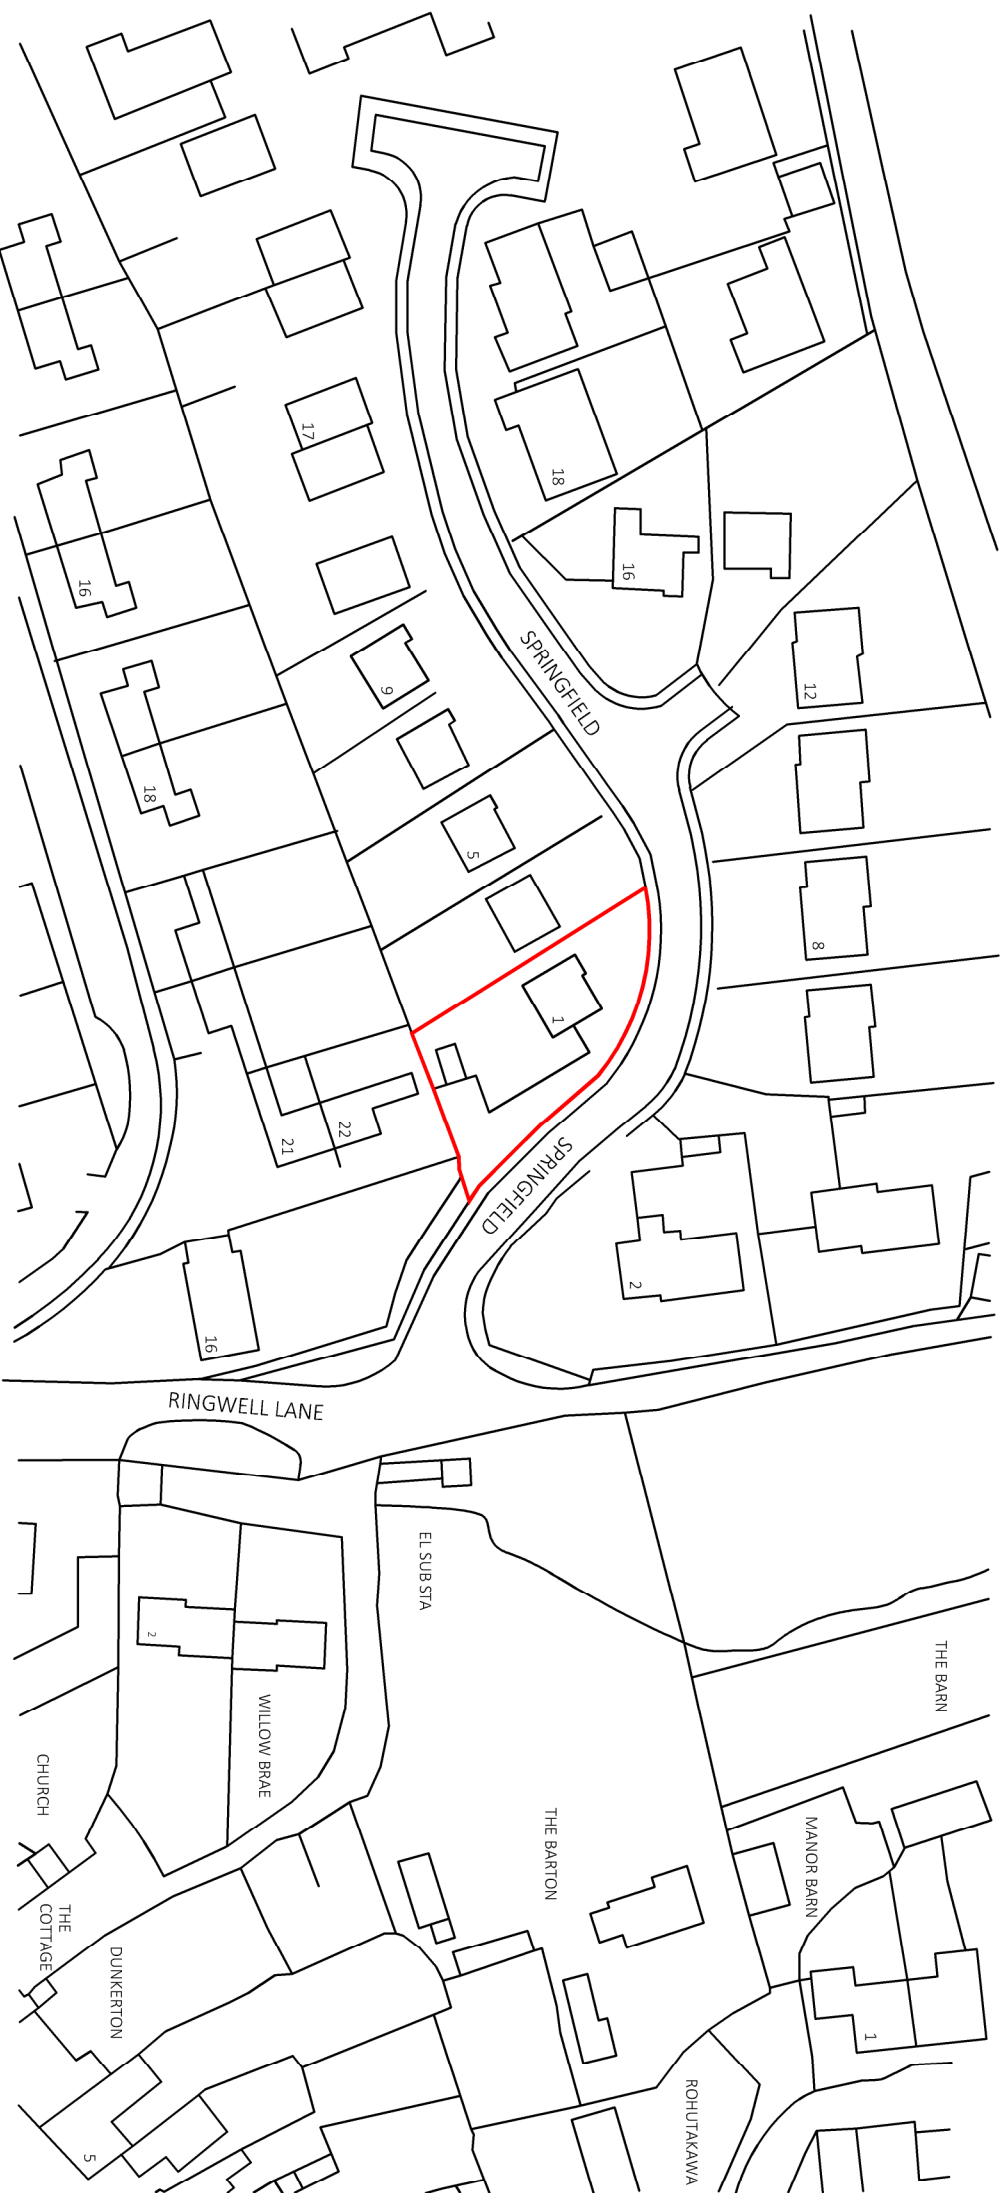 17
18
16
16
SPRINGFIELD
9
12
18
5
8
1
22
21
SPRINGFIELD
2
16
RINGWELL LANE
EL SUB STA
2
WILLOW BRAE
THE BARN
CHURCH
THE BARTON
MANOR BARN
THE
COTTAGE
DUNKERTON
1
ROHUTAKAWA
5